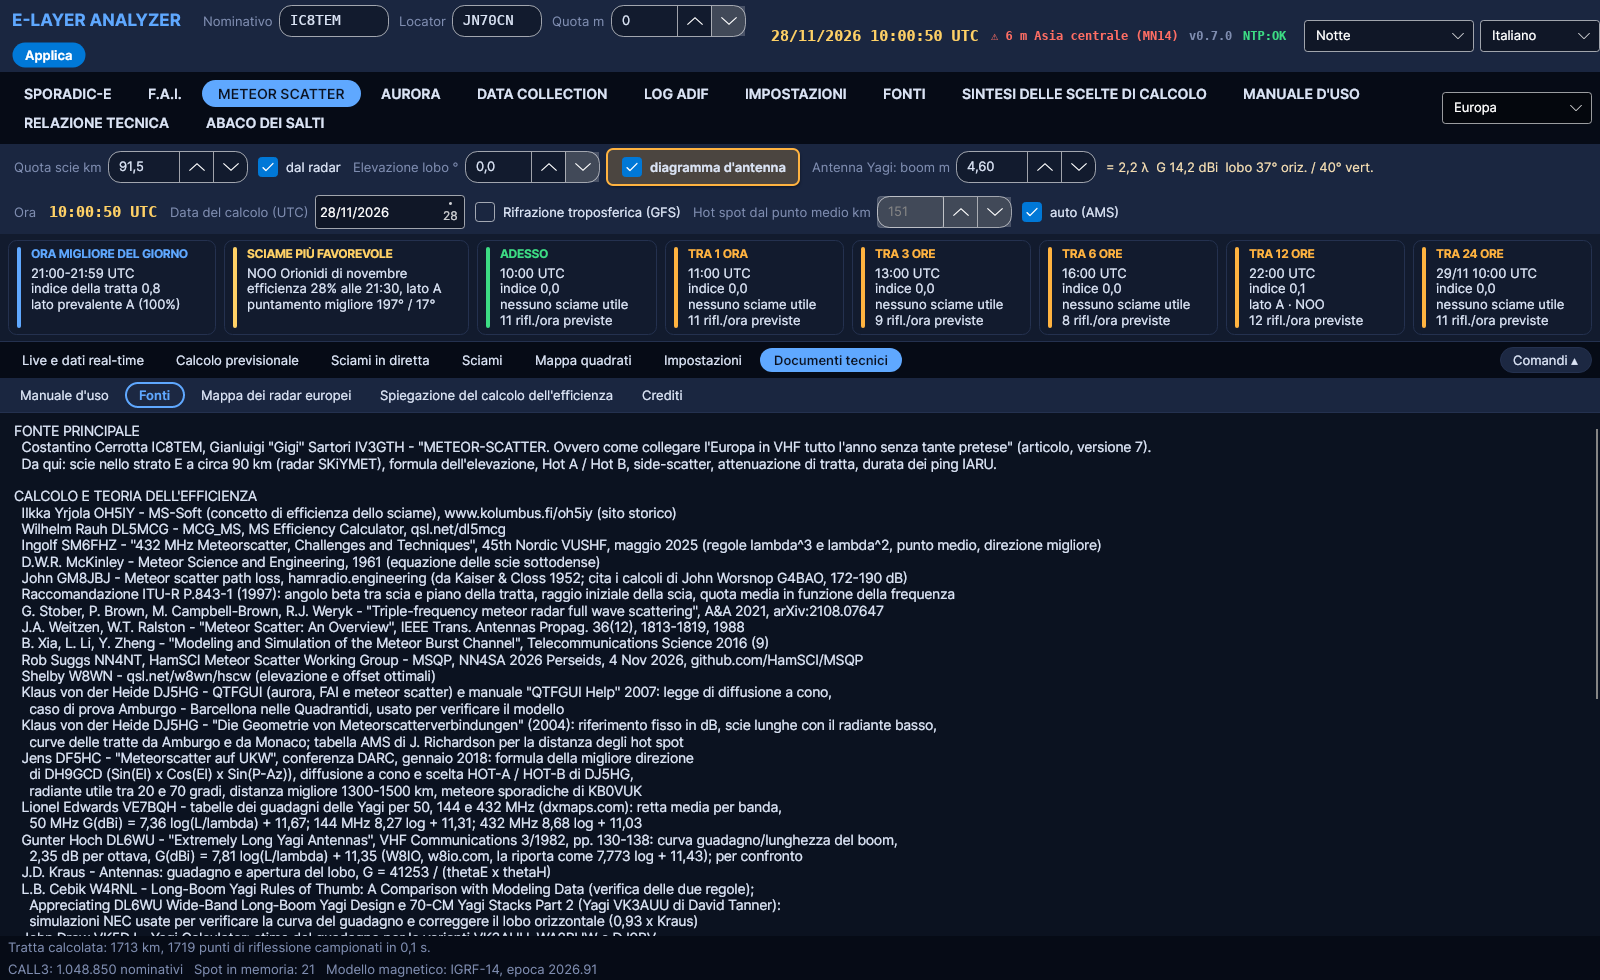 E-LAYER ANALYZER
Nominativo IC8TEM Locator JN70CN Quota m 0
28/11/2026 10:00:50 UTC ⚠ 6 m Asia centrale (MN14) v0.7.0 NTP:OK Notte Italiano
Applica
SPORADIC-E F.A.I. METEOR SCATTER AURORA DATA COLLECTION LOG ADIF IMPOSTAZIONI FONTI SINTESI DELLE SCELTE DI CALCOLO MANUALE D'USO
RELAZIONE TECNICA ABACO DEI SALTI
Europa
Quota scie km 91,5 dal radar Elevazione lobo ° 0,0 diagramma d'antenna Antenna Yagi: boom m 4,60 = 2,2 λ G 14,2 dBi lobo 37° oriz. / 40° vert.
Ora 10:00:50 UTC Data del calcolo (UTC) 28/11/2026 28 Rifrazione troposferica (GFS) Hot spot dal punto medio km 151 auto (AMS)
ORA MIGLIORE DEL GIORNO
21:00-21:59 UTC
indice della tratta 0,8
lato prevalente A (100%)
SCIAME PIÙ FAVOREVOLE
NOO Orionidi di novembre
efficienza 28% alle 21:30, lato A
puntamento migliore 197° / 17°
ADESSO
10:00 UTC
indice 0,0
nessuno sciame utile
11 rifl./ora previste
TRA 1 ORA
11:00 UTC
indice 0,0
nessuno sciame utile
11 rifl./ora previste
TRA 3 ORE
13:00 UTC
indice 0,0
nessuno sciame utile
9 rifl./ora previste
TRA 6 ORE
16:00 UTC
indice 0,0
nessuno sciame utile
8 rifl./ora previste
TRA 12 ORE
22:00 UTC
indice 0,1
lato A · NOO
12 rifl./ora previste
TRA 24 ORE
29/11 10:00 UTC
indice 0,0
nessuno sciame utile
11 rifl./ora previste
Live e dati real-time Calcolo previsionale Sciami in diretta Sciami Mappa quadrati Impostazioni Documenti tecnici Comandi ▴
Manuale d'uso Fonti Mappa dei radar europei Spiegazione del calcolo dell'efficienza Crediti
FONTE PRINCIPALE
Costantino Cerrotta IC8TEM, Gianluigi "Gigi" Sartori IV3GTH - "METEOR-SCATTER. Ovvero come collegare l'Europa in VHF tutto l'anno senza tante pretese" (articolo, versione 7).
Da qui: scie nello strato E a circa 90 km (radar SKiYMET), formula dell'elevazione, Hot A / Hot B, side-scatter, attenuazione di tratta, durata dei ping IARU.
CALCOLO E TEORIA DELL'EFFICIENZA
Ilkka Yrjola OH5IY - MS-Soft (concetto di efficienza dello sciame), www.kolumbus.fi/oh5iy (sito storico)
Wilhelm Rauh DL5MCG - MCG_MS, MS Efficiency Calculator, qsl.net/dl5mcg
Ingolf SM6FHZ - "432 MHz Meteorscatter, Challenges and Techniques", 45th Nordic VUSHF, maggio 2025 (regole lambda^3 e lambda^2, punto medio, direzione migliore)
D.W.R. McKinley - Meteor Science and Engineering, 1961 (equazione delle scie sottodense)
John GM8JBJ - Meteor scatter path loss, hamradio.engineering (da Kaiser & Closs 1952; cita i calcoli di John Worsnop G4BAO, 172-190 dB)
Raccomandazione ITU-R P.843-1 (1997): angolo beta tra scia e piano della tratta, raggio iniziale della scia, quota media in funzione della frequenza
G. Stober, P. Brown, M. Campbell-Brown, R.J. Weryk - "Triple-frequency meteor radar full wave scattering", A&A 2021, arXiv:2108.07647
J.A. Weitzen, W.T. Ralston - "Meteor Scatter: An Overview", IEEE Trans. Antennas Propag. 36(12), 1813-1819, 1988
B. Xia, L. Li, Y. Zheng - "Modeling and Simulation of the Meteor Burst Channel", Telecommunications Science 2016 (9)
Rob Suggs NN4NT, HamSCI Meteor Scatter Working Group - MSQP, NN4SA 2026 Perseids, 4 Nov 2026, github.com/HamSCI/MSQP
Shelby W8WN - qsl.net/w8wn/hscw (elevazione e offset ottimali)
Klaus von der Heide DJ5HG - QTFGUI (aurora, FAI e meteor scatter) e manuale "QTFGUI Help" 2007: legge di diffusione a cono,
caso di prova Amburgo - Barcellona nelle Quadrantidi, usato per verificare il modello
Klaus von der Heide DJ5HG - "Die Geometrie von Meteorscatterverbindungen" (2004): riferimento fisso in dB, scie lunghe con il radiante basso,
curve delle tratte da Amburgo e da Monaco; tabella AMS di J. Richardson per la distanza degli hot spot
Jens DF5HC - "Meteorscatter auf UKW", conferenza DARC, gennaio 2018: formula della migliore direzione
di DH9GCD (Sin(El) x Cos(El) x Sin(P-Az)), diffusione a cono e scelta HOT-A / HOT-B di DJ5HG,
radiante utile tra 20 e 70 gradi, distanza migliore 1300-1500 km, meteore sporadiche di KB0VUK
Lionel Edwards VE7BQH - tabelle dei guadagni delle Yagi per 50, 144 e 432 MHz (dxmaps.com): retta media per banda,
50 MHz G(dBi) = 7,36 log(L/lambda) + 11,67; 144 MHz 8,27 log + 11,31; 432 MHz 8,68 log + 11,03
Gunter Hoch DL6WU - "Extremely Long Yagi Antennas", VHF Communications 3/1982, pp. 130-138: curva guadagno/lunghezza del boom,
2,35 dB per ottava, G(dBi) = 7,81 log(L/lambda) + 11,35 (W8IO, w8io.com, la riporta come 7,773 log + 11,43); per confronto
J.D. Kraus - Antennas: guadagno e apertura del lobo, G = 41253 / (thetaE x thetaH)
L.B. Cebik W4RNL - Long-Boom Yagi Rules of Thumb: A Comparison with Modeling Data (verifica delle due regole);
Appreciating DL6WU Wide-Band Long-Boom Yagi Design e 70-CM Yagi Stacks Part 2 (Yagi VK3AUU di David Tanner):
simulazioni NEC usate per verificare la curva del guadagno e correggere il lobo orizzontale (0,93 x Kraus)
Tratta calcolata: 1713 km, 1719 punti di riflessione campionati in 0,1 s.
CALL3: 1.048.850 nominativi Spot in memoria: 21 Modello magnetico: IGRF-14, epoca 2026.91